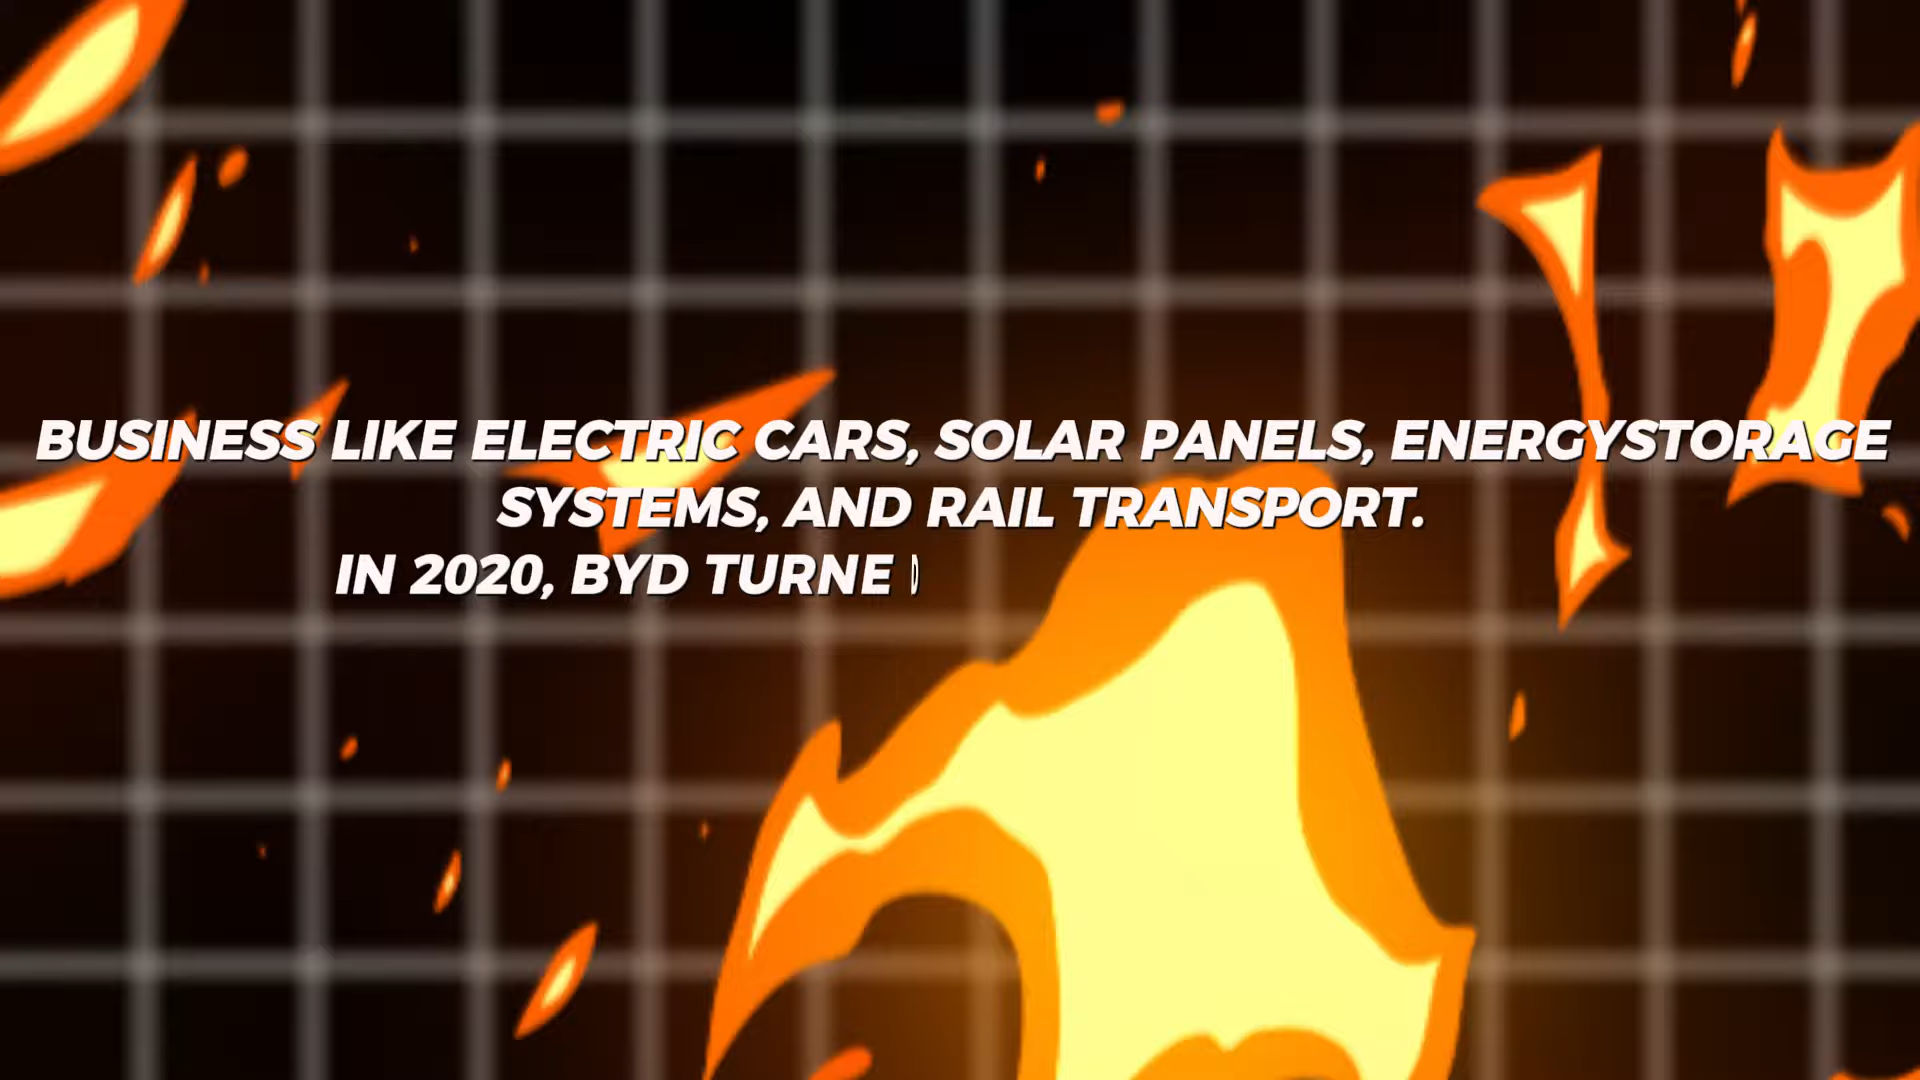 BUSINESS LIKE ELECTRIC CARS, SOLAR PANELS, ENERGYSTORAGE
SYSTEMS, AND RAIL TRANSPORT.
IN 2020, BYD TURNE